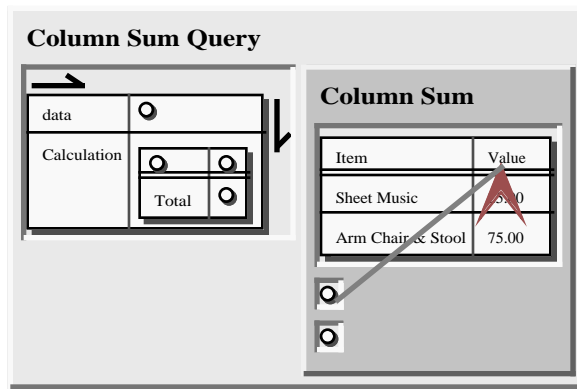 Column Sum Query
data
Calculation
Total
Column Sum
Item Value
Sheet Music
Arm Chair & Stool 75.00